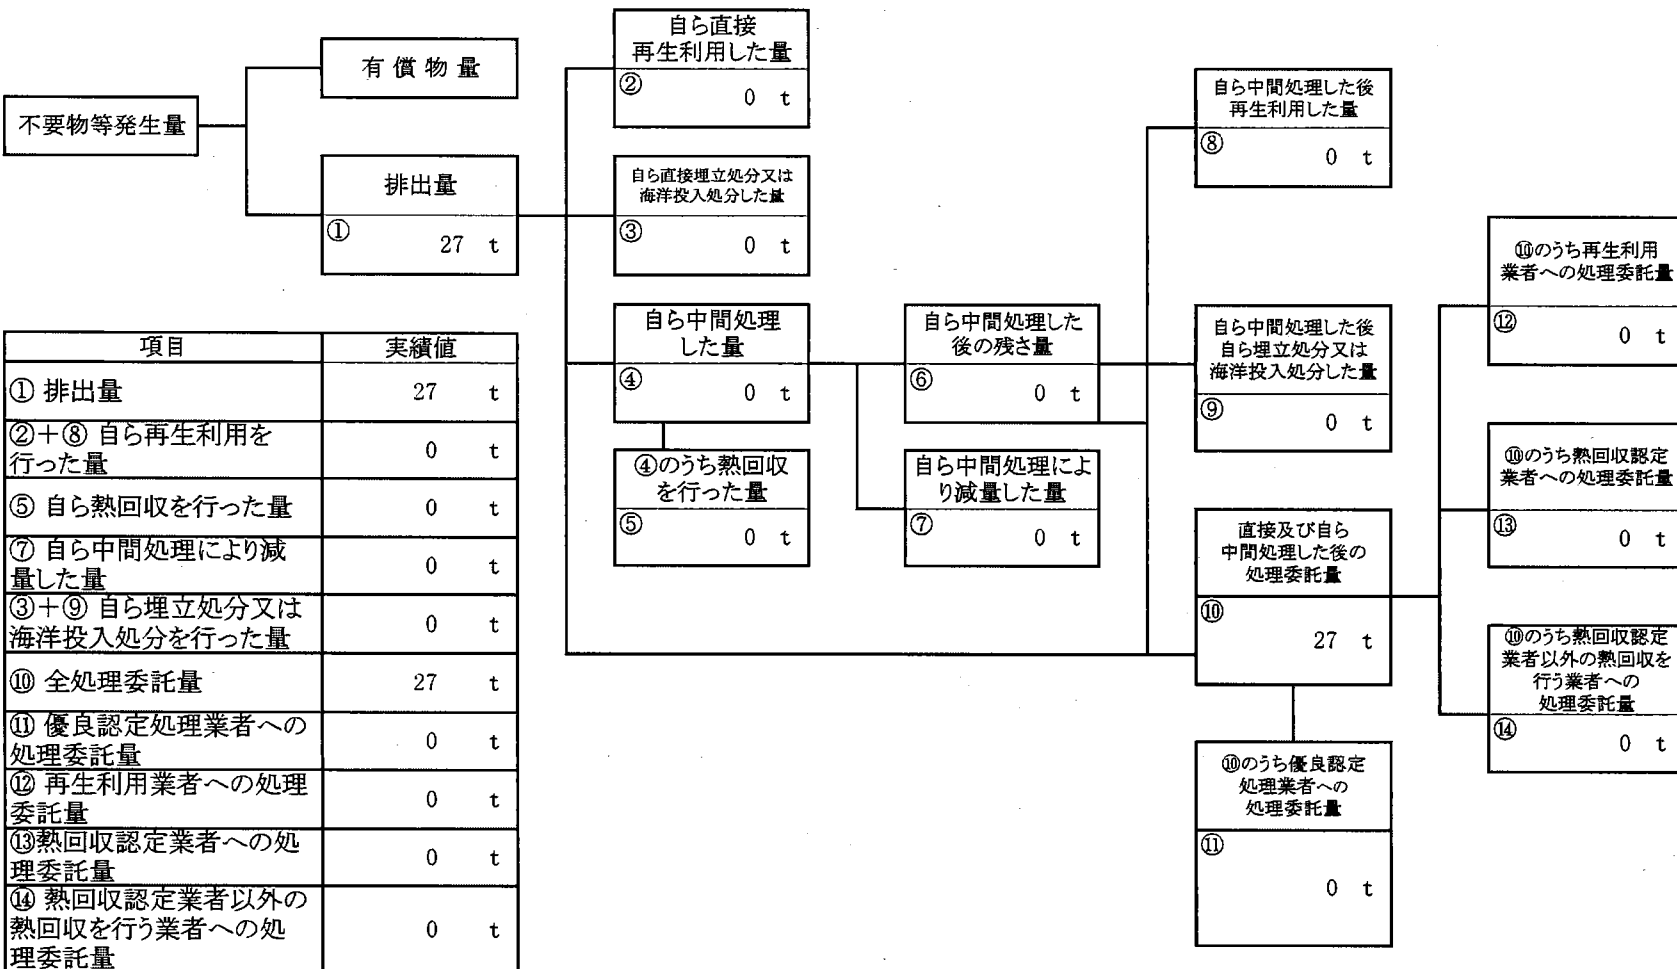 不要物等発生量
有償物量
排出量
① 27 t
自ら直接
再生利用した量
② 0 t
自ら直接埋立処分又は
海洋投入処分した量
③ 0 t
自ら中間処理
した量
④ 0 t
④のうち熱回収
を行った量
⑤ 0 t
自ら中間処理した
後の残さ量
⑥ 0 t
自ら中間処理によ
り減量した量
⑦ 0 t
自ら中間処理した後
再生利用した量
⑧ 0 t
自ら中間処理した後
自ら埋立処分又は
海洋投入処分した量
⑨ 0 t
直接及び自ら
中間処理した後の
処理委託量
⑩ 27 t
⑩のうち優良認定
処理業者への
処理委託量
⑪ 0 t
⑩のうち再生利用
業者への処理委託量
⑫ 0 t
⑩のうち熱回収認定
業者への処理委託量
⑬ 0 t
⑩のうち熱回収認定
業者以外の熱回収を
行う業者への
処理委託量
⑭ 0 t
項目 実績値
① 排出量 27 t
②+⑧ 自ら再生利用を
行った量 0 t
⑤ 自ら熱回収を行った量 0 t
⑦ 自ら中間処理により減
量した量 0 t
③+⑨ 自ら埋立処分又は
海洋投入処分を行った量 0 t
⑩ 全処理委託量 27 t
⑪ 優良認定処理業者への
処理委託量 0 t
⑫ 再生利用業者への処理
委託量 0 t
⑬熱回収認定業者への処
理委託量 0 t
⑭ 熱回収認定業者以外の
熱回収を行う業者への処
理委託量 0 t